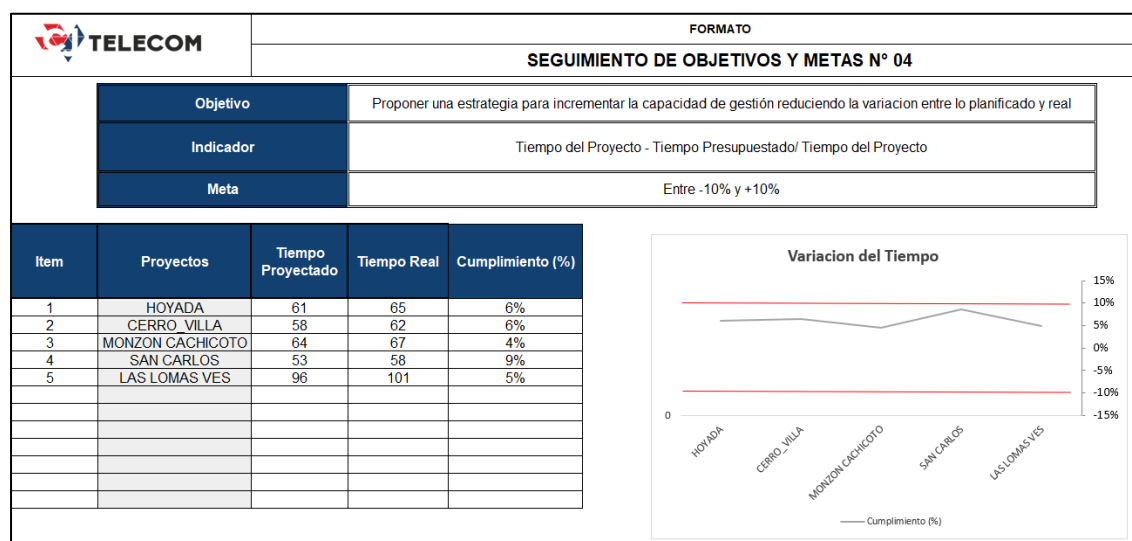 TELECOM
FORMATO
SEGUIMIENTO DE OBJETIVOS Y METAS N° 04
Objetivo
Proponer una estrategia para incrementar la capacidad de gestión reduciendo la variacion entre lo planificado y real
Indicador
Tiempo del Proyecto - Tiempo Presupuestado/ Tiempo del Proyecto
Meta
Entre -10% y +10%
Item Proyectos Tiempo Proyectado Tiempo Real Cumplimiento (%)
1 HOYADA 61 65 6%
2 CERRO_VILLA 58 62 6%
3 MONZON CACHICOTO 64 67 4%
4 SAN CARLOS 53 58 9%
5 LAS LOMAS VES 96 101 5%
Variacion del Tiempo
15%
10%
5%
0%
-5%
-10%
-15%
0
HOYADA
CERRO_VILLA
MONZON CACHICOTO
SAN CARLOS
LAS LOMAS VES
Cumplimiento (%)